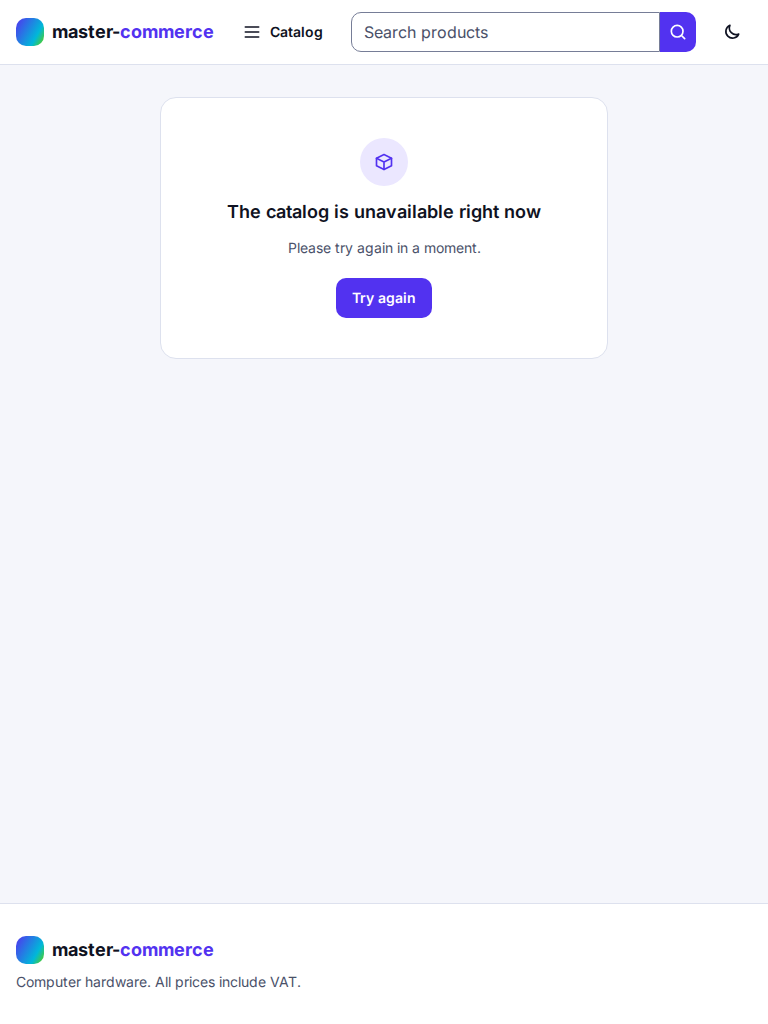 master-commerce
Catalog
Search products
The catalog is unavailable right now
Please try again in a moment.
Try again
master-commerce
Computer hardware. All prices include VAT.